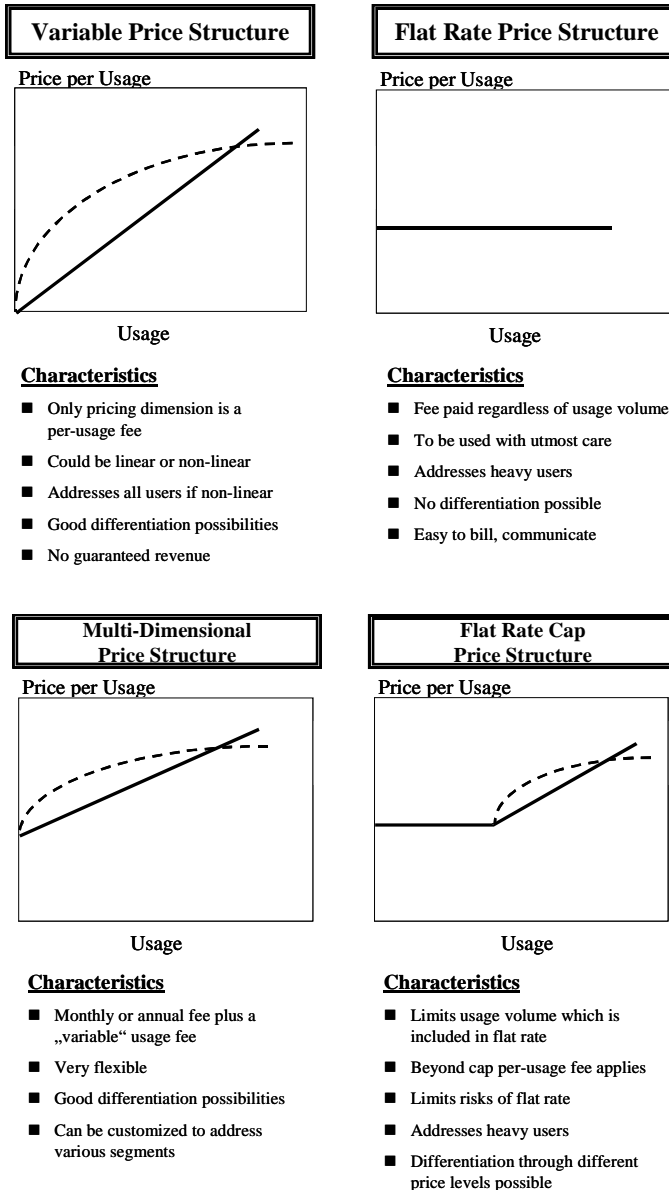 Variable Price Structure
Price per Usage
Usage
Characteristics
■ Only pricing dimension is a
per-usage fee
■ Could be linear or non-linear
■ Addresses all users if non-linear
■ Good differentiation possibilities
■ No guaranteed revenue
Flat Rate Price Structure
Price per Usage
Usage
Characteristics
■ Fee paid regardless of usage volume
■ To be used with utmost care
■ Addresses heavy users
■ No differentiation possible
■ Easy to bill, communicate
Multi-Dimensional
Price Structure
Price per Usage
Usage
Characteristics
■ Monthly or annual fee plus a
„variable“ usage fee
■ Very flexible
■ Good differentiation possibilities
■ Can be customized to address
various segments
Flat Rate Cap
Price Structure
Price per Usage
Usage
Characteristics
■ Limits usage volume which is
included in flat rate
■ Beyond cap per-usage fee applies
■ Limits risks of flat rate
■ Addresses heavy users
■ Differentiation through different
price levels possible